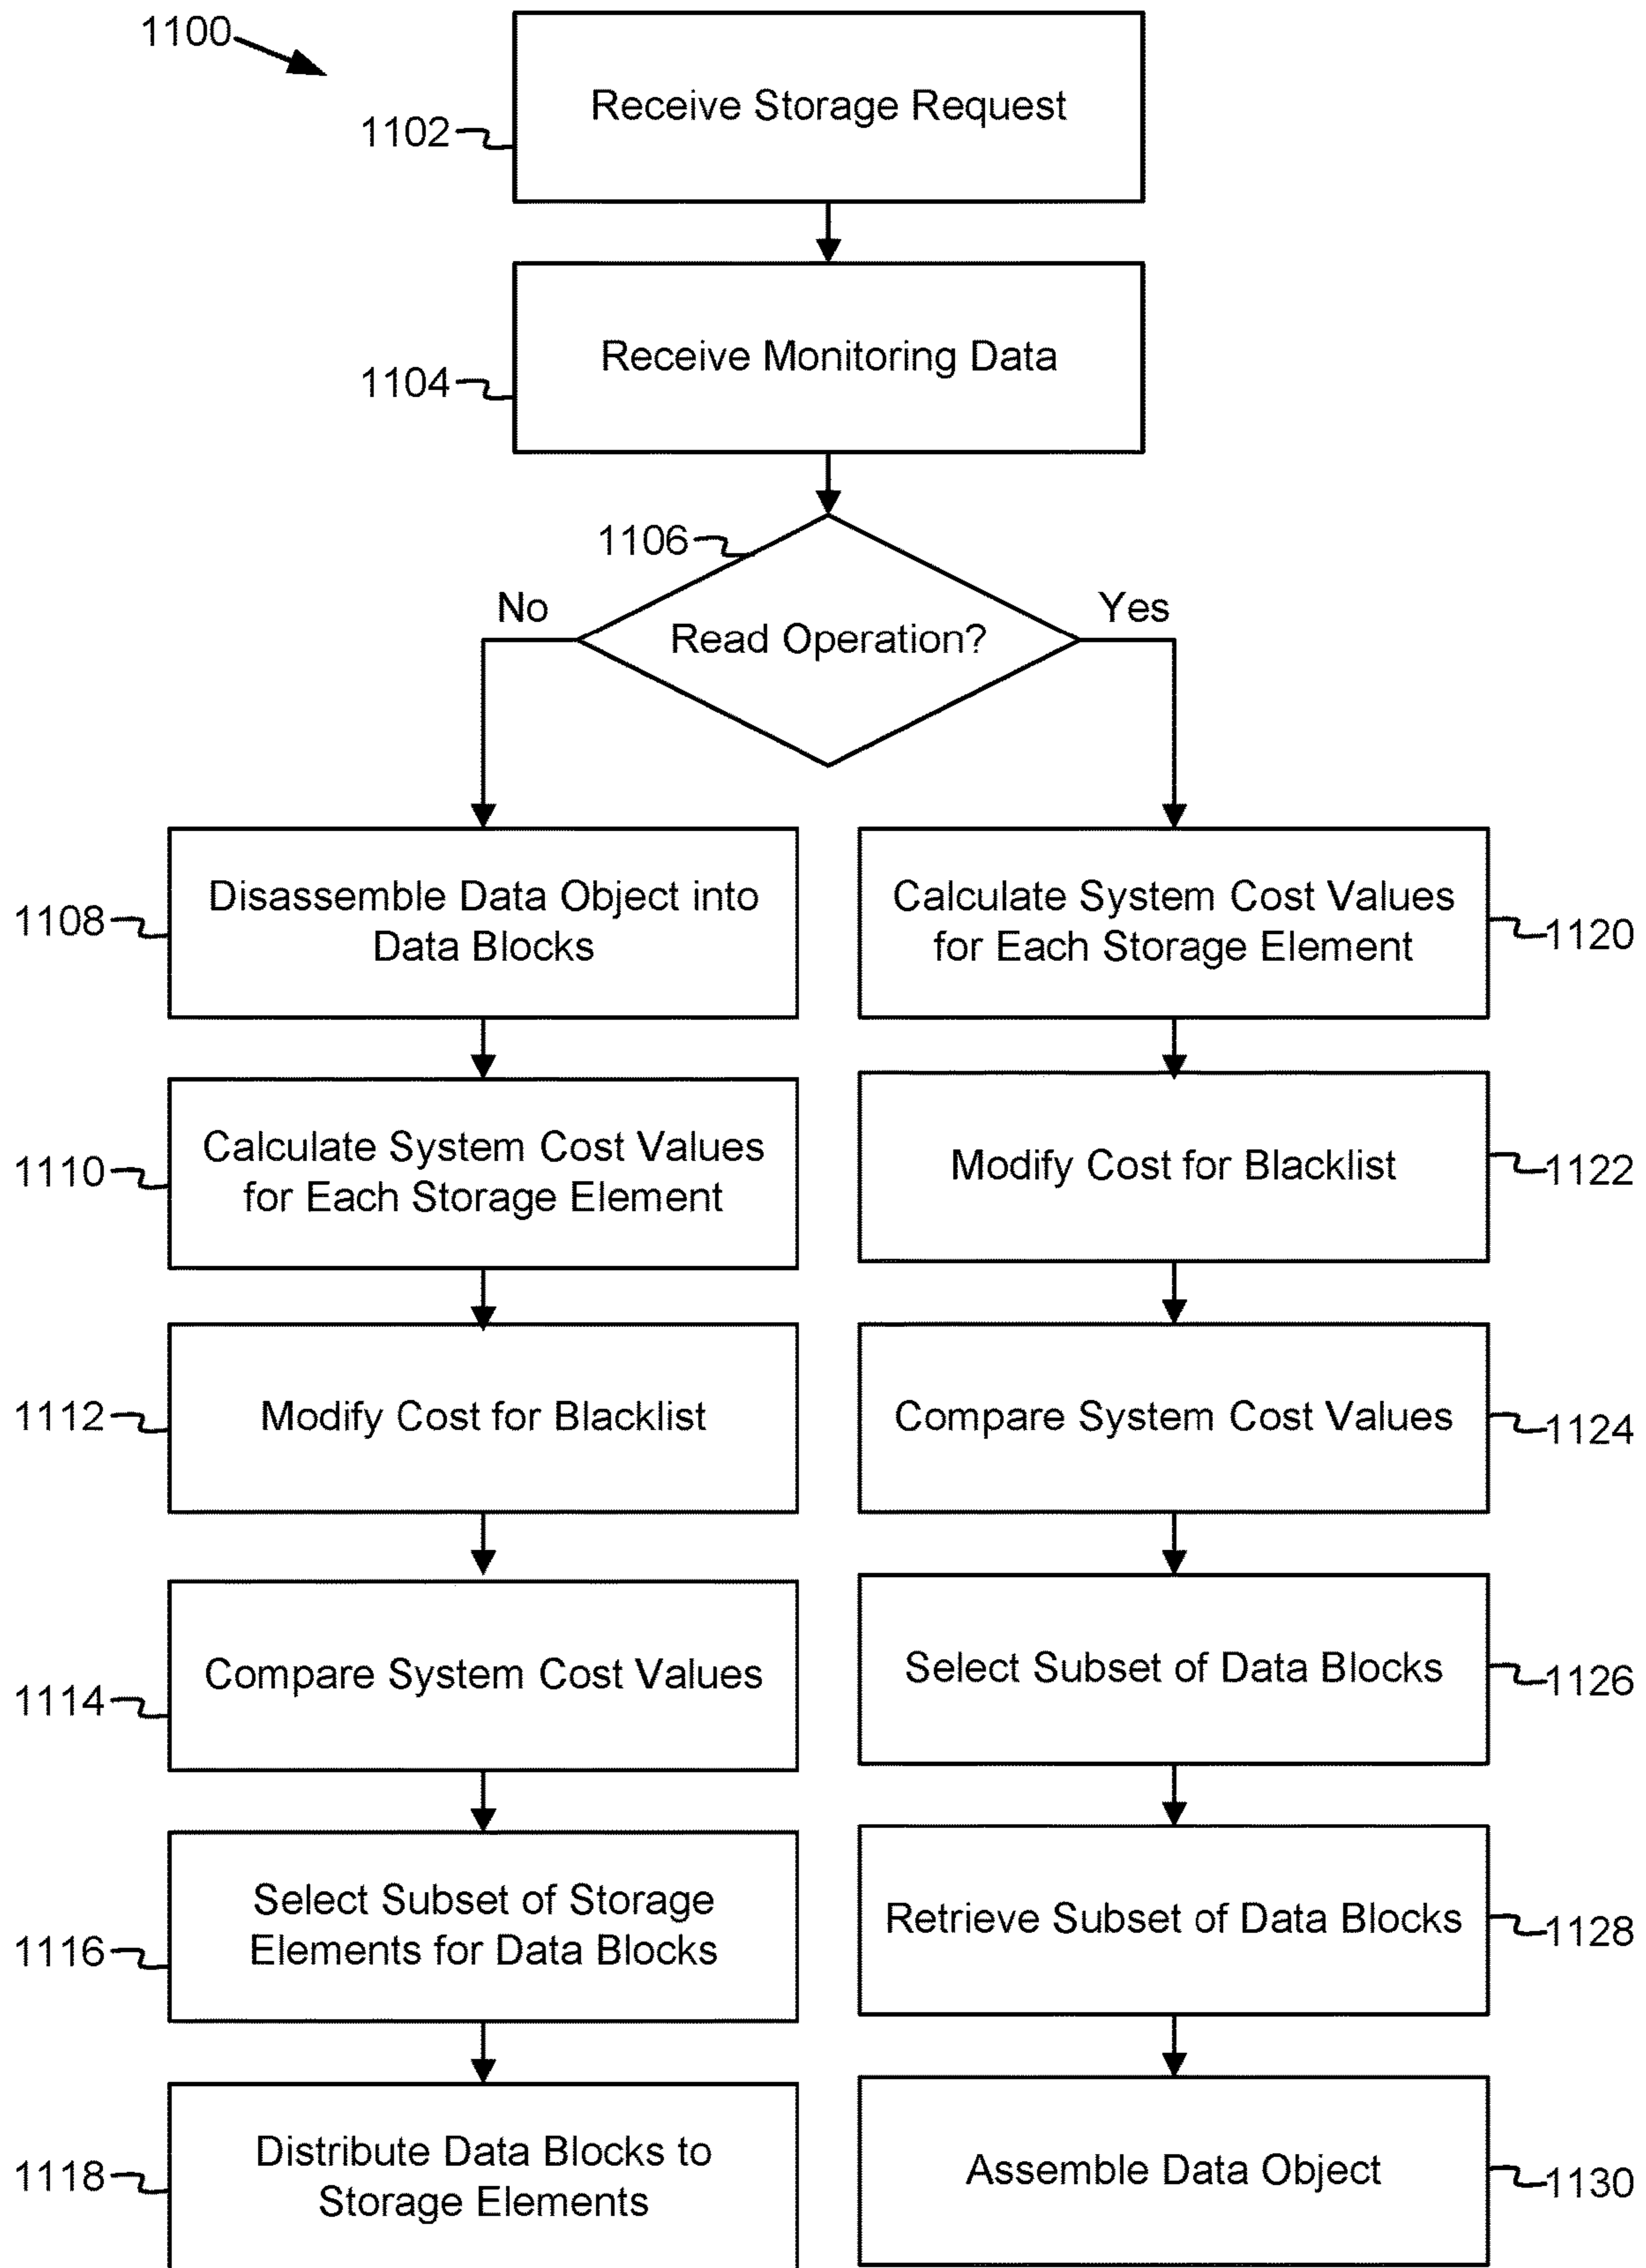 1100
Receive Storage Request
1102
Receive Monitoring Data
1104
1106
No
Yes
Read Operation?
Disassemble Data Object into
Data Blocks
1108
Calculate System Cost Values
for Each Storage Element
1110
Modify Cost for Blacklist
1112
Compare System Cost Values
1114
Select Subset of Storage
Elements for Data Blocks
1116
Distribute Data Blocks to
Storage Elements
1118
Calculate System Cost Values
for Each Storage Element
1120
Modify Cost for Blacklist
1122
Compare System Cost Values
1124
Select Subset of Data Blocks
1126
Retrieve Subset of Data Blocks
1128
Assemble Data Object
1130